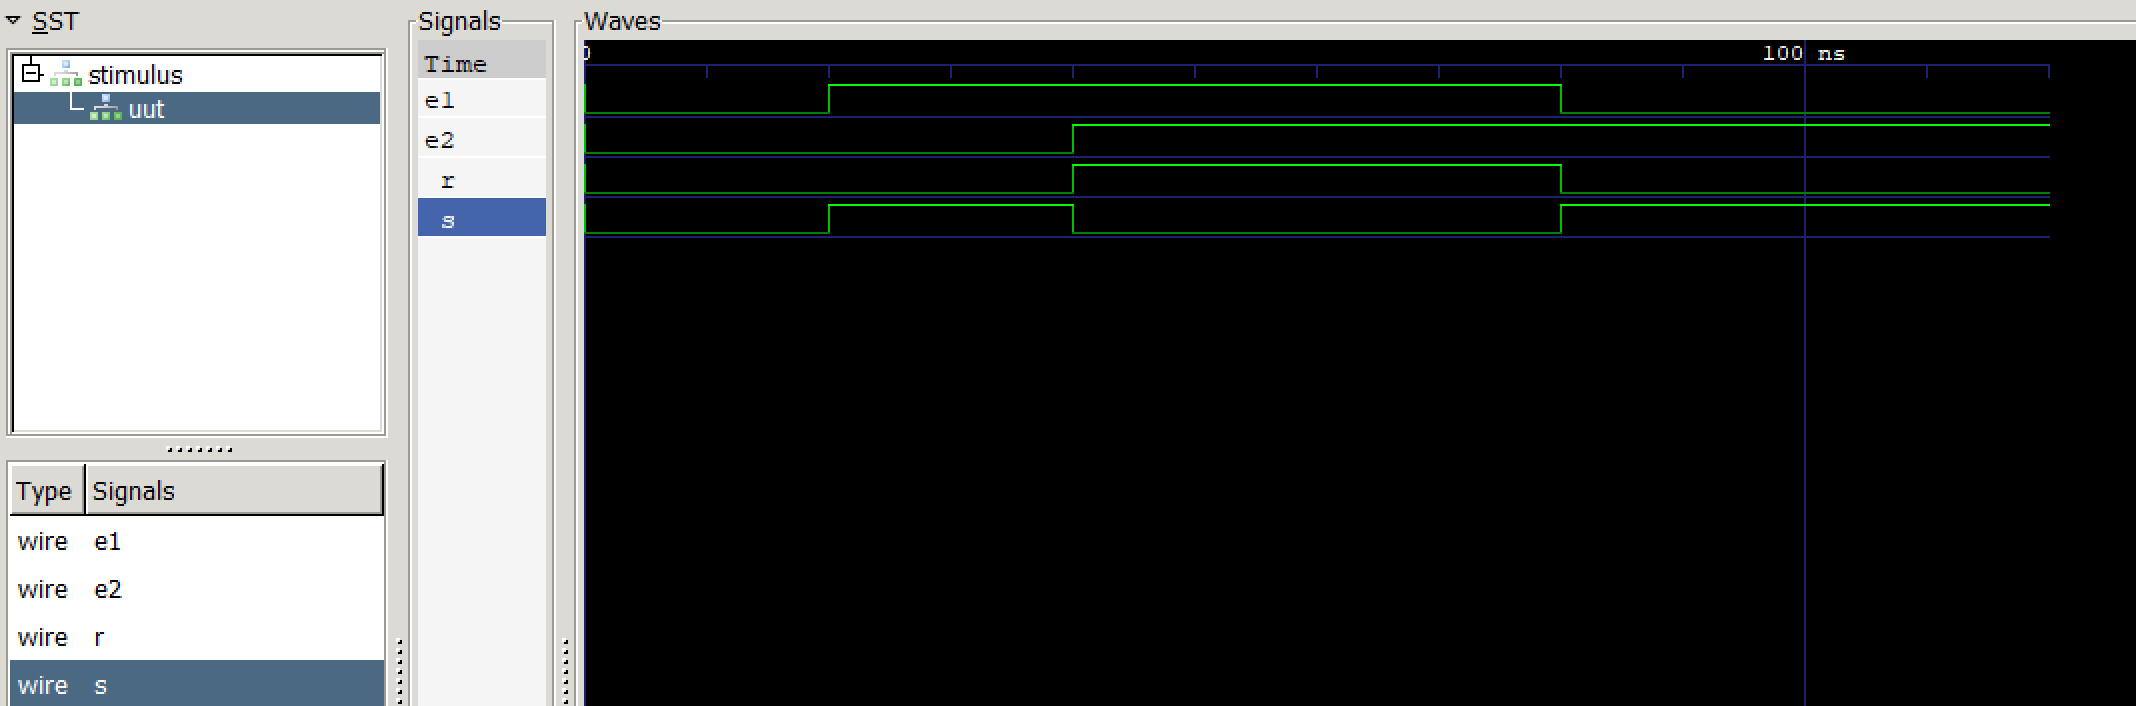 SST
stimulus
uut
Type Signals
wire e1
wire e2
wire r
wire s
Signals
Time
e1
e2
r
s
Waves
0 100 ns